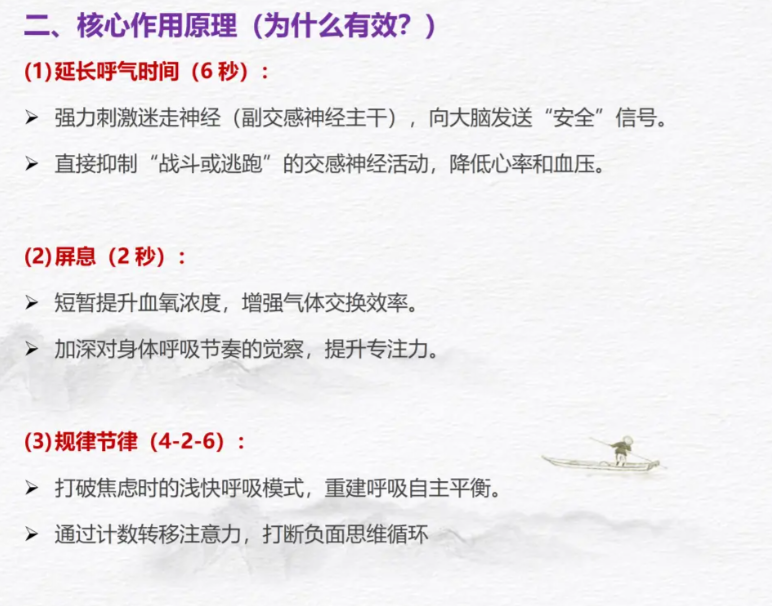 二、核心作用原理（为什么有效？）
(1)延长呼气时间（6 秒）：
➢ 强力刺激迷走神经（副交感神经主干），向大脑发送“安全”信号。
➢ 直接抑制“战斗或逃跑”的交感神经活动，降低心率和血压。
(2)屏息（2 秒）：
➢ 短暂提升血氧浓度，增强气体交换效率。
➢ 加深对身体呼吸节奏的觉察，提升专注力。
(3)规律节律（4-2-6）：
➢ 打破焦虑时的浅快呼吸模式，重建呼吸自主平衡。
➢ 通过计数转移注意力，打断负面思维循环